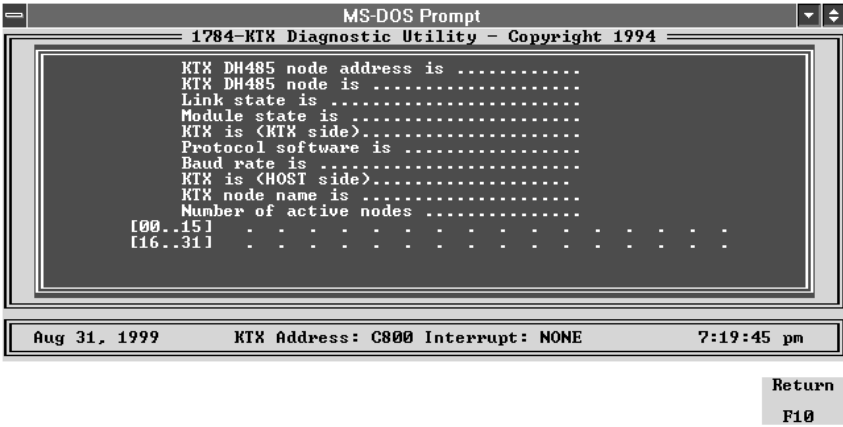 MS-DOS Prompt
1784-KTX Diagnostic Utility - Copyright 1994
KTX DH485 node address is ............
KTX DH485 node is ....................
Link state is ........................
Module state is ......................
KTX is (KTX side).....................
Protocol software is .................
Baud rate is .........................
KTX is (HOST side)...................
KTX node name is .....................
Number of active nodes ...............
[00..15] . . . . . . . . . . . . . . . .
[16..31] . . . . . . . . . . . . . . . .
Aug 31, 1999 KTX Address: C800 Interrupt: NONE 7:19:45 pm
Return
F10